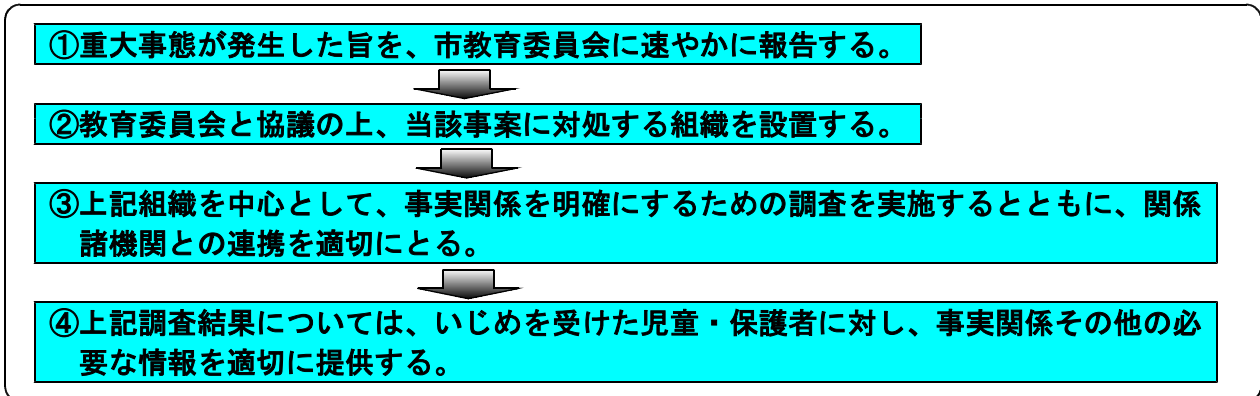 ①重大事態が発生した旨を、市教育委員会に速やかに報告する。
②教育委員会と協議の上、当該事案に対処する組織を設置する。
③上記組織を中心として、事実関係を明確にするための調査を実施するとともに、関係
諸機関との連携を適切にとる。
④上記調査結果については、いじめを受けた児童・保護者に対し、事実関係その他の必
要な情報を適切に提供する。